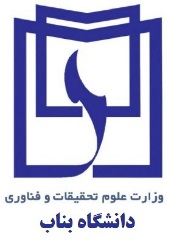 وزارت علوم تحقیقات و فناوری
دانشگاه بناب